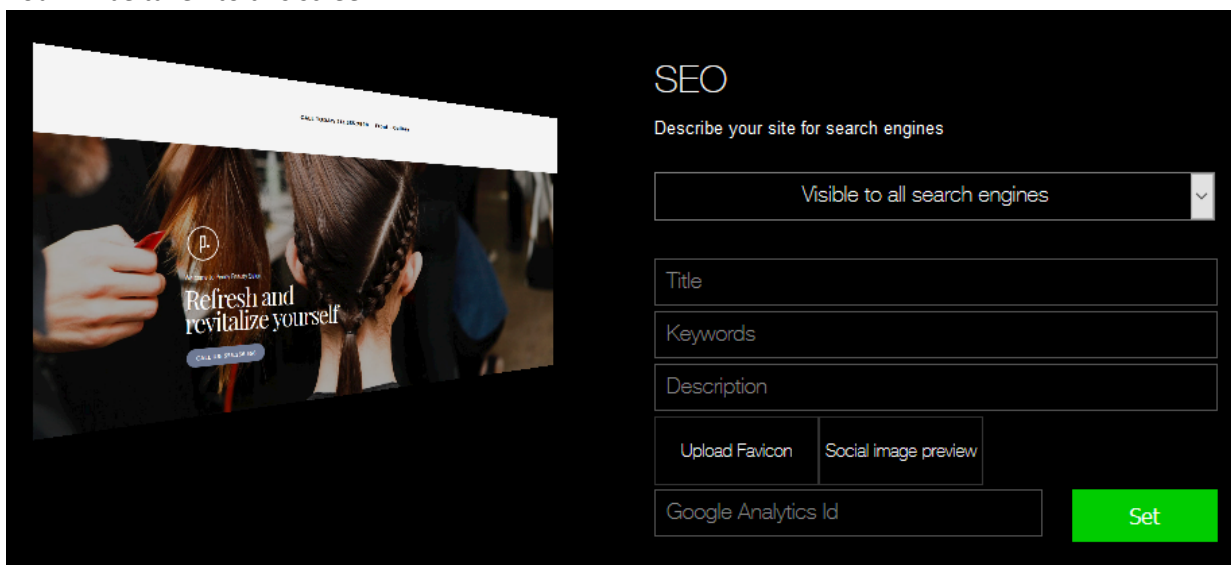 SEO
Describe your site for search engines
Visible to all search engines
Title
Keywords
Description
Upload Favicon
Social image preview
Google Analytics Id
Set
p.
Refresh and
revitalize yourself